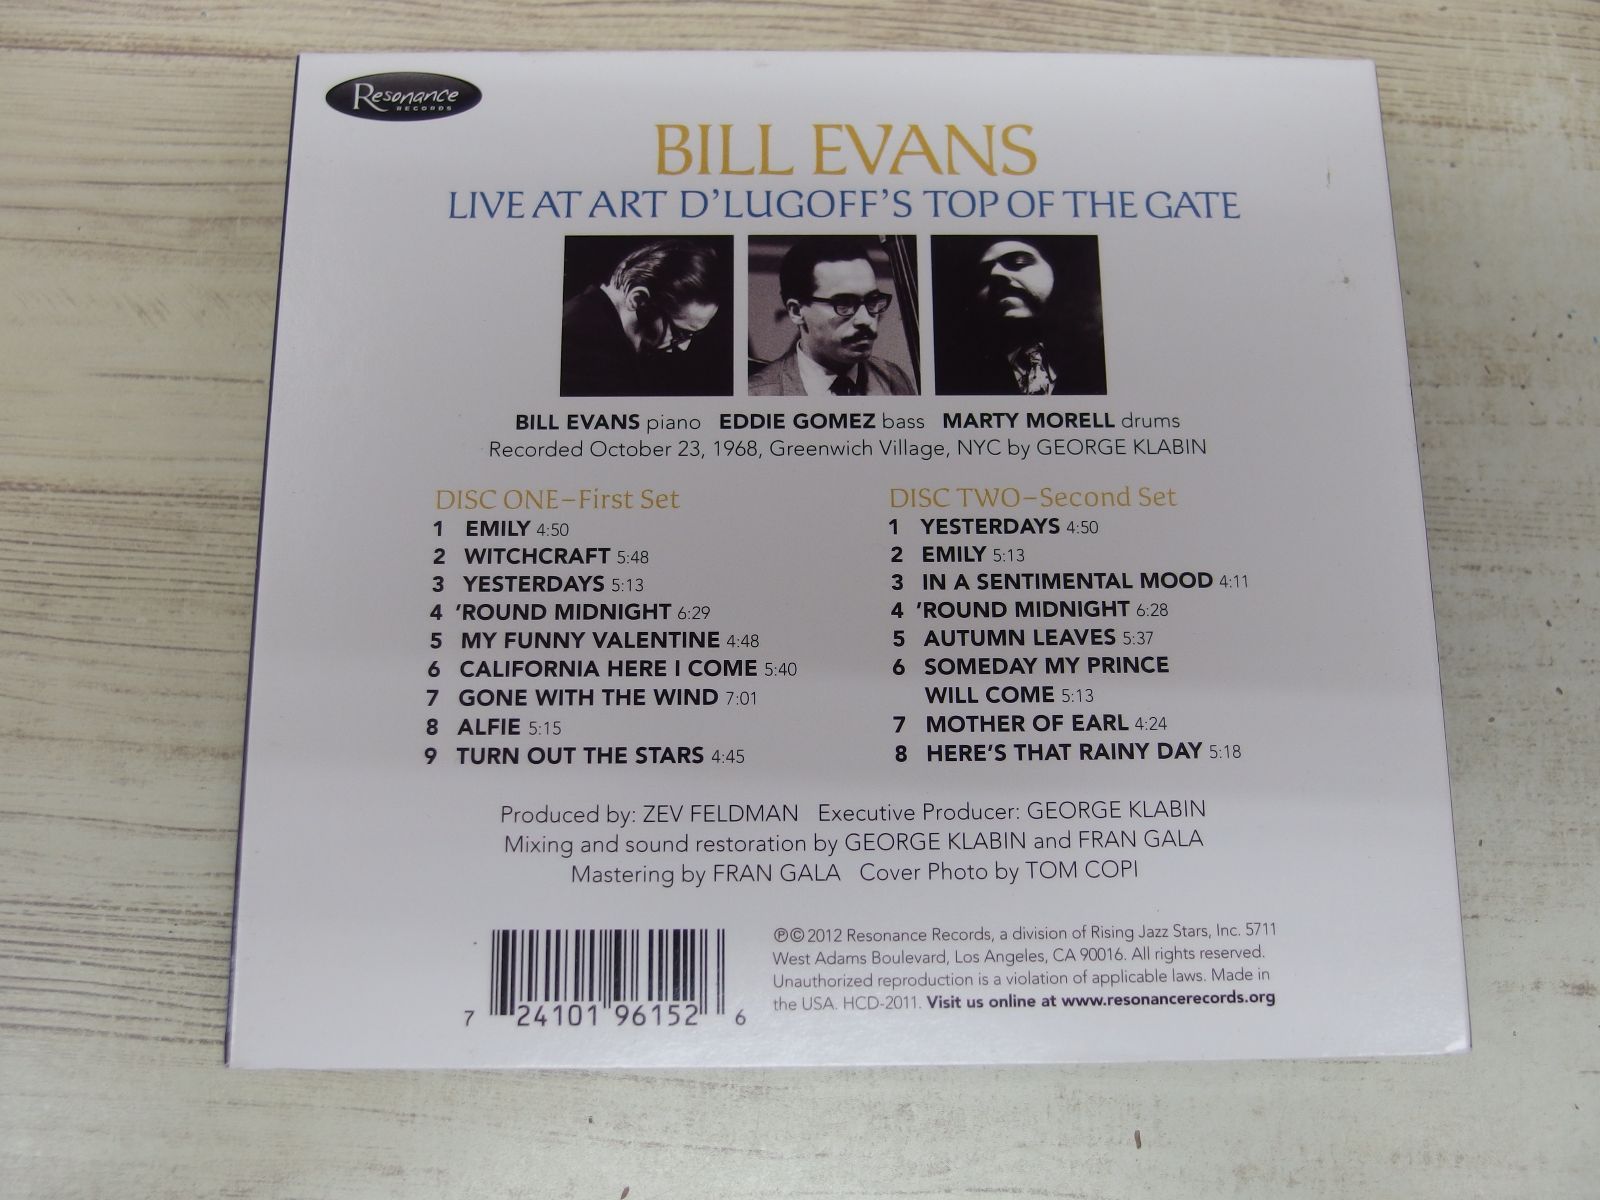 Resonance
RECORDS
BILL EVANS
LIVE AT ART D'LUGOFF'S TOP OF THE GATE
BILL EVANS piano EDDIE GOMEZ bass MARTY MORELL drums
Recorded October 23, 1968, Greenwich Village, NYC by GEORGE KLABIN
DISC ONE–First Set
1 EMILY 4:50
2 WITCHCRAFT 5:48
3 YESTERDAYS 5:13
4 'ROUND MIDNIGHT 6:29
5 MY FUNNY VALENTINE 4:48
6 CALIFORNIA HERE I COME 5:40
7 GONE WITH THE WIND 7:01
8 ALFIE 5:15
9 TURN OUT THE STARS 4:45
DISC TWO–Second Set
1 YESTERDAYS 4:50
2 EMILY 5:13
3 IN A SENTIMENTAL MOOD 4:11
4 'ROUND MIDNIGHT 6:28
5 AUTUMN LEAVES 5:37
6 SOMEDAY MY PRINCE
WILL COME 5:13
7 MOTHER OF EARL 4:24
8 HERE'S THAT RAINY DAY 5:18
Produced by: ZEV FELDMAN Executive Producer: GEORGE KLABIN
Mixing and sound restoration by GEORGE KLABIN and FRAN GALA
Mastering by FRAN GALA Cover Photo by TOM COPI
7 24101 96152 6
℗© 2012 Resonance Records, a division of Rising Jazz Stars, Inc. 5711
West Adams Boulevard, Los Angeles, CA 90016. All rights reserved.
Unauthorized reproduction is a violation of applicable laws. Made in
the USA. HCD-2011. Visit us online at www.resonancerecords.org